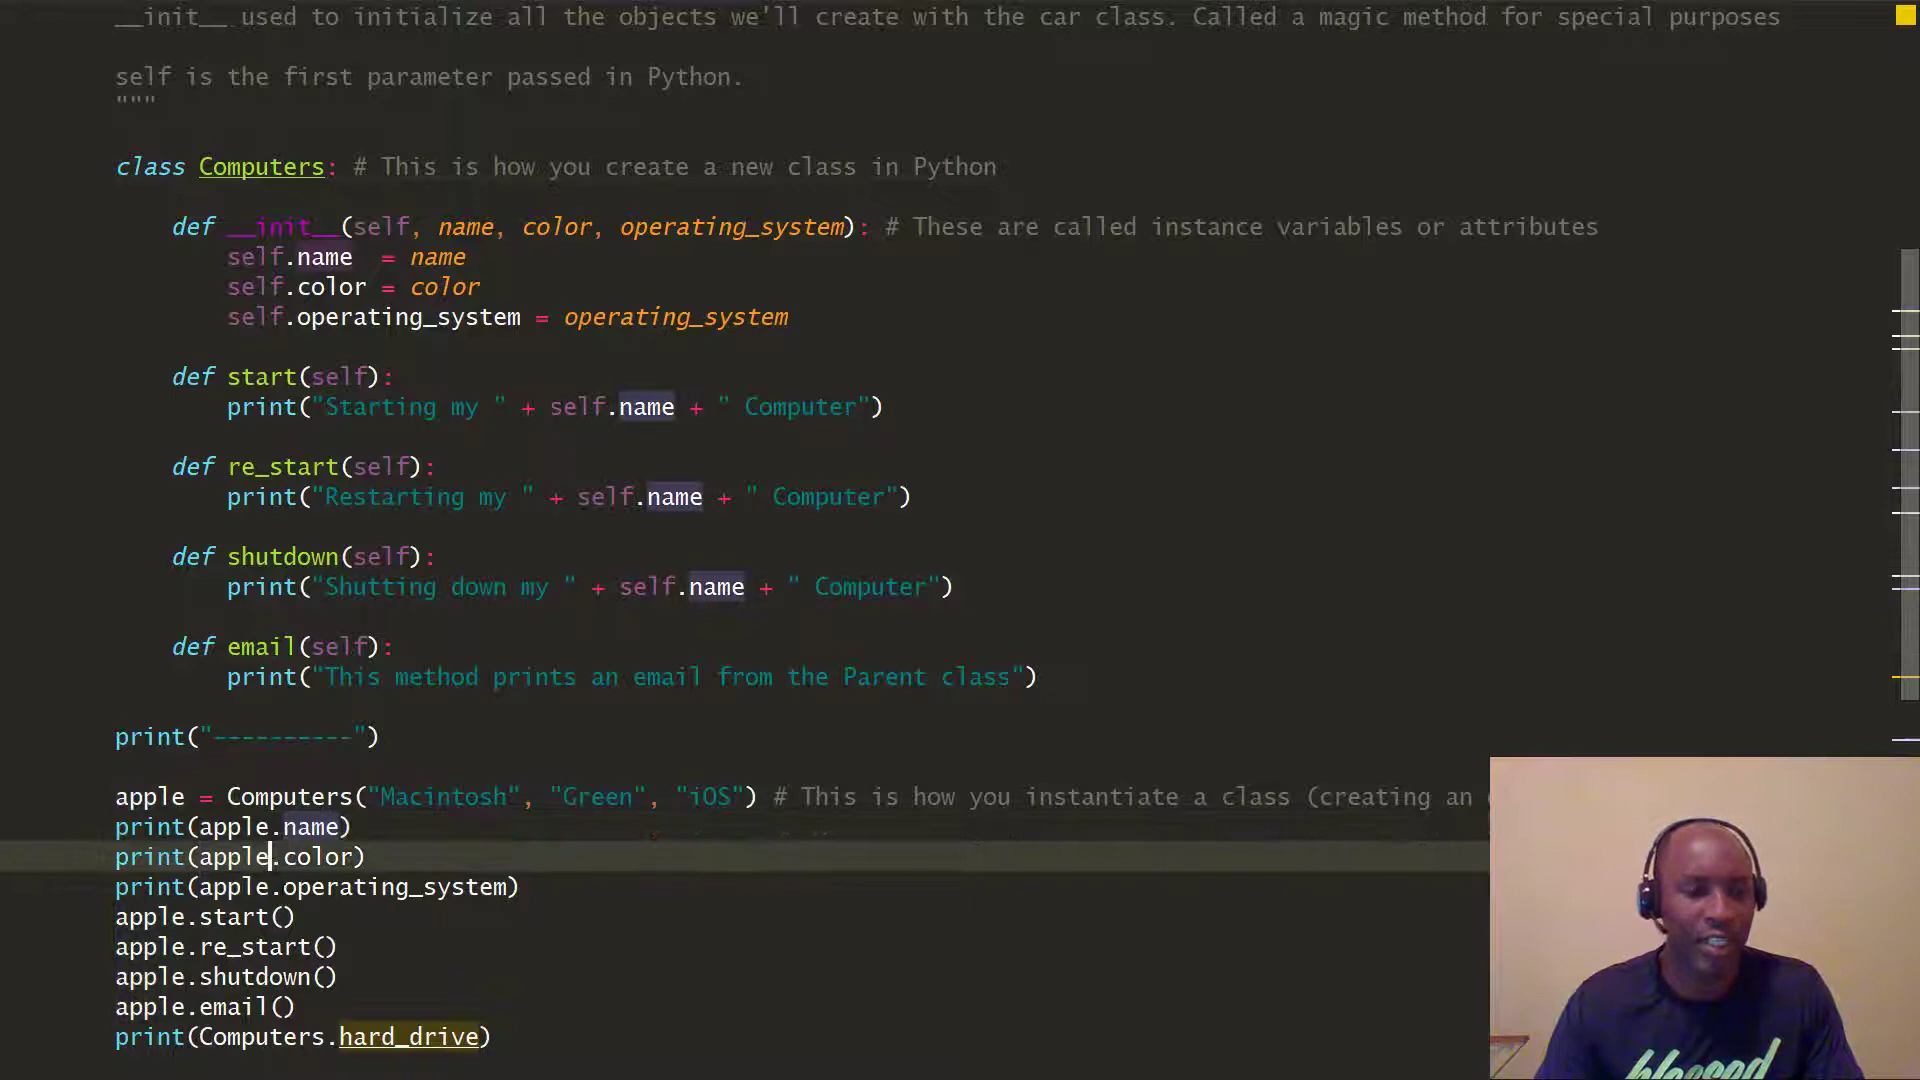 __init__ used to initialize all the objects we'll create with the car class. Called a magic method for special purposes
self is the first parameter passed in Python.
"""
class Computers: # This is how you create a new class in Python
def __init__(self, name, color, operating_system): # These are called instance variables or attributes
self.name  = name
self.color = color
self.operating_system = operating_system
def start(self):
print("Starting my " + self.name + " Computer")
def re_start(self):
print("Restarting my " + self.name + " Computer")
def shutdown(self):
print("Shutting down my " + self.name + " Computer")
def email(self):
print("This method prints an email from the Parent class")
print("----------")
apple = Computers("Macintosh", "Green", "iOS") # This is how you instantiate a class (creating an
print(apple.name)
print(apple.color)
print(apple.operating_system)
apple.start()
apple.re_start()
apple.shutdown()
apple.email()
print(Computers.hard_drive)
blessed